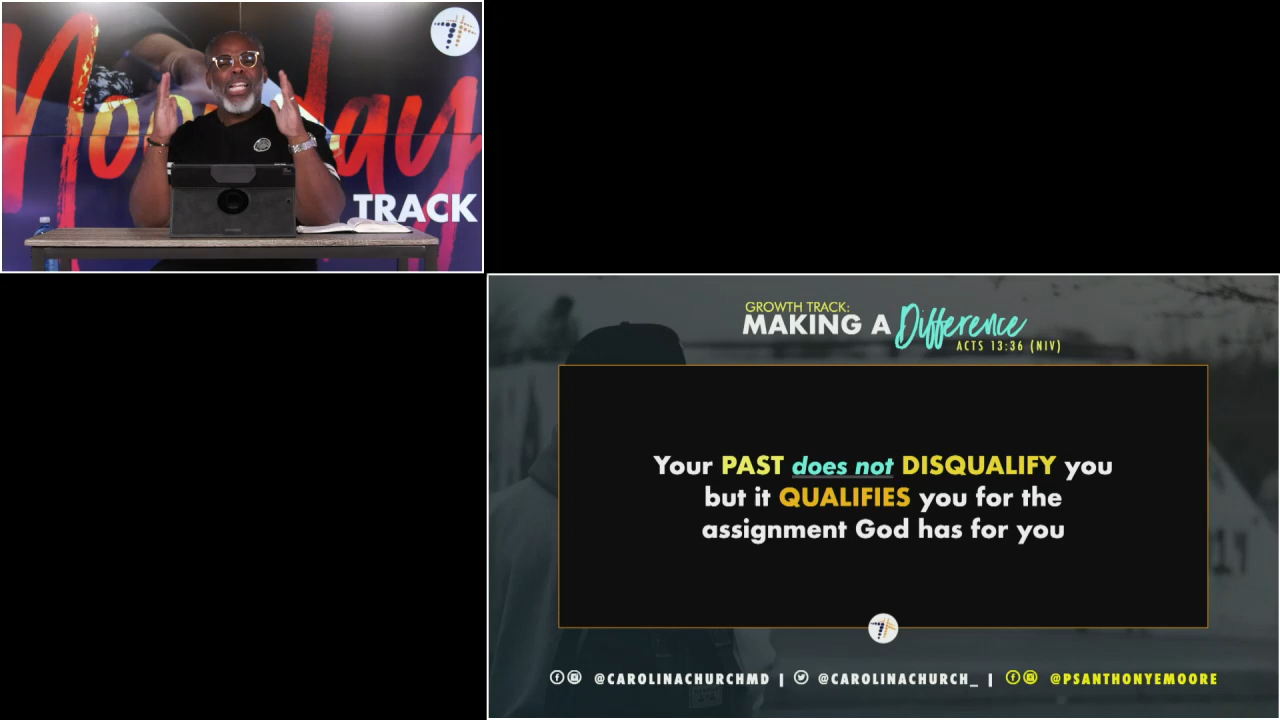 Noonday
TRACK
GROWTH TRACK:
MAKING A Difference
ACTS 13:36 (NIV)
Your PAST does not DISQUALIFY you
but it QUALIFIES you for the
assignment God has for you
@CAROLINACHURCHMD | @CAROLINACHURCH_ | @PSANTHONYEMOORE